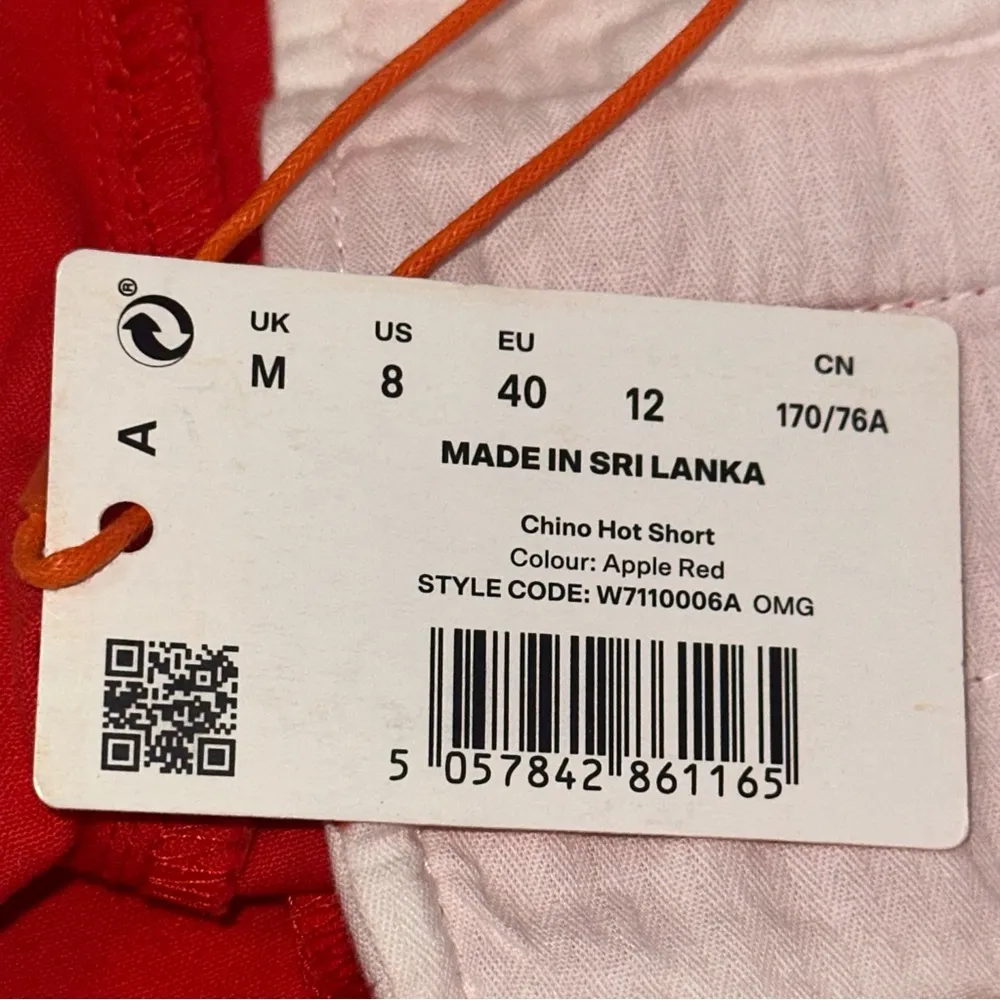 ®
UK US EU CN
M 8 40 12 170/76A
A
MADE IN SRI LANKA
Chino Hot Short
Colour: Apple Red
STYLE CODE: W7110006A OMG
5 057842 861165